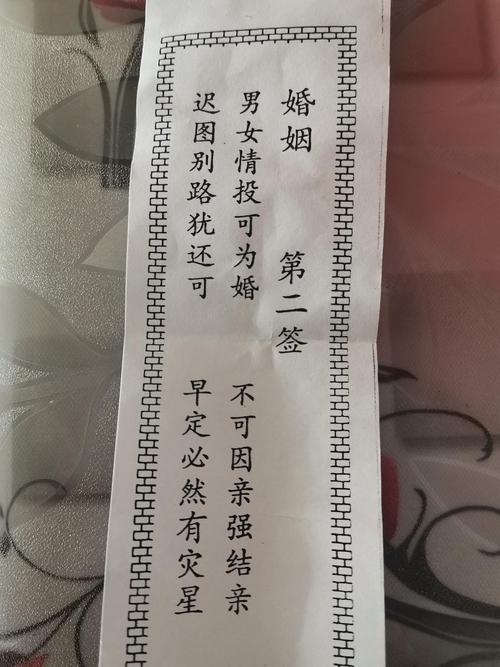 婚姻 第二签
男女情投可为婚 不可因亲强结亲
迟图别路犹还可 早定必然有灾星